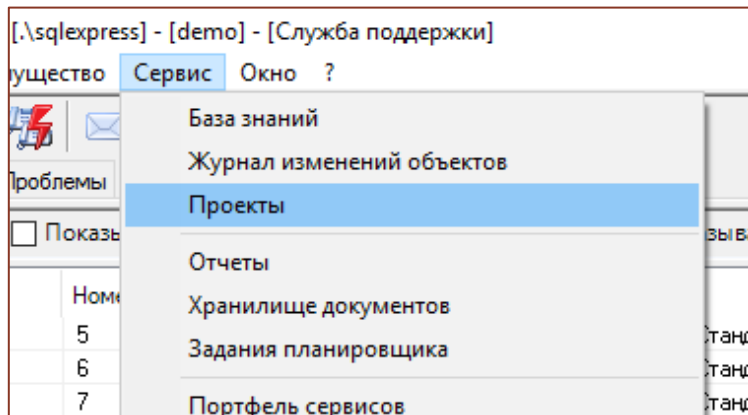 [.\sqlexpress] - [demo] - [Служба поддержки]
Сервис Окно ?
База знаний
Журнал изменений объектов
Проблемы
Проекты
Отчеты
Хранилище документов
5
Задания планировщика
6
7
Портфель сервисов